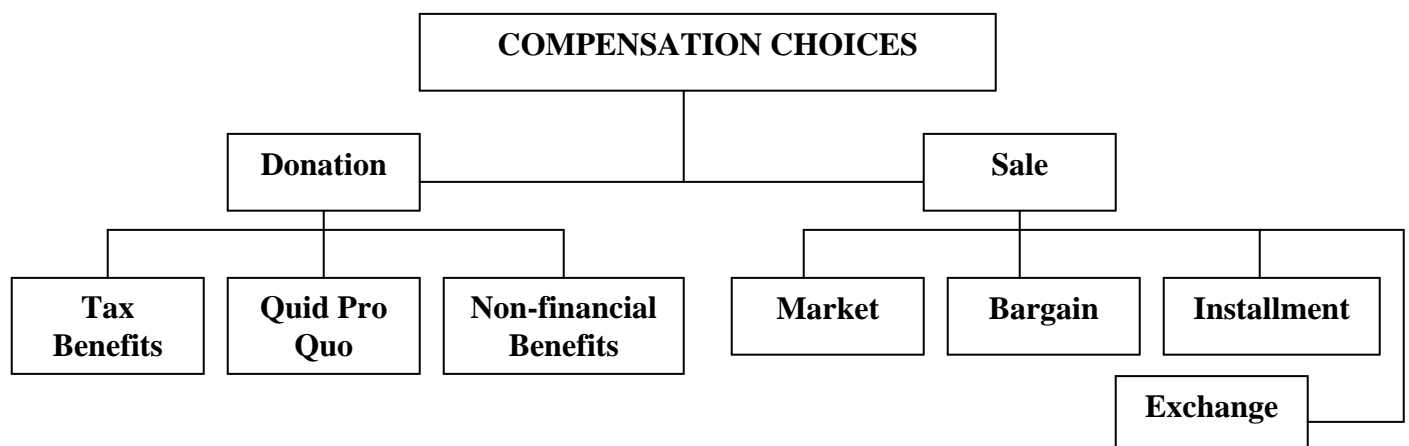 COMPENSATION CHOICES
Donation
Sale
Tax
Benefits
Quid Pro
Quo
Non-financial
Benefits
Market
Bargain
Installment
Exchange